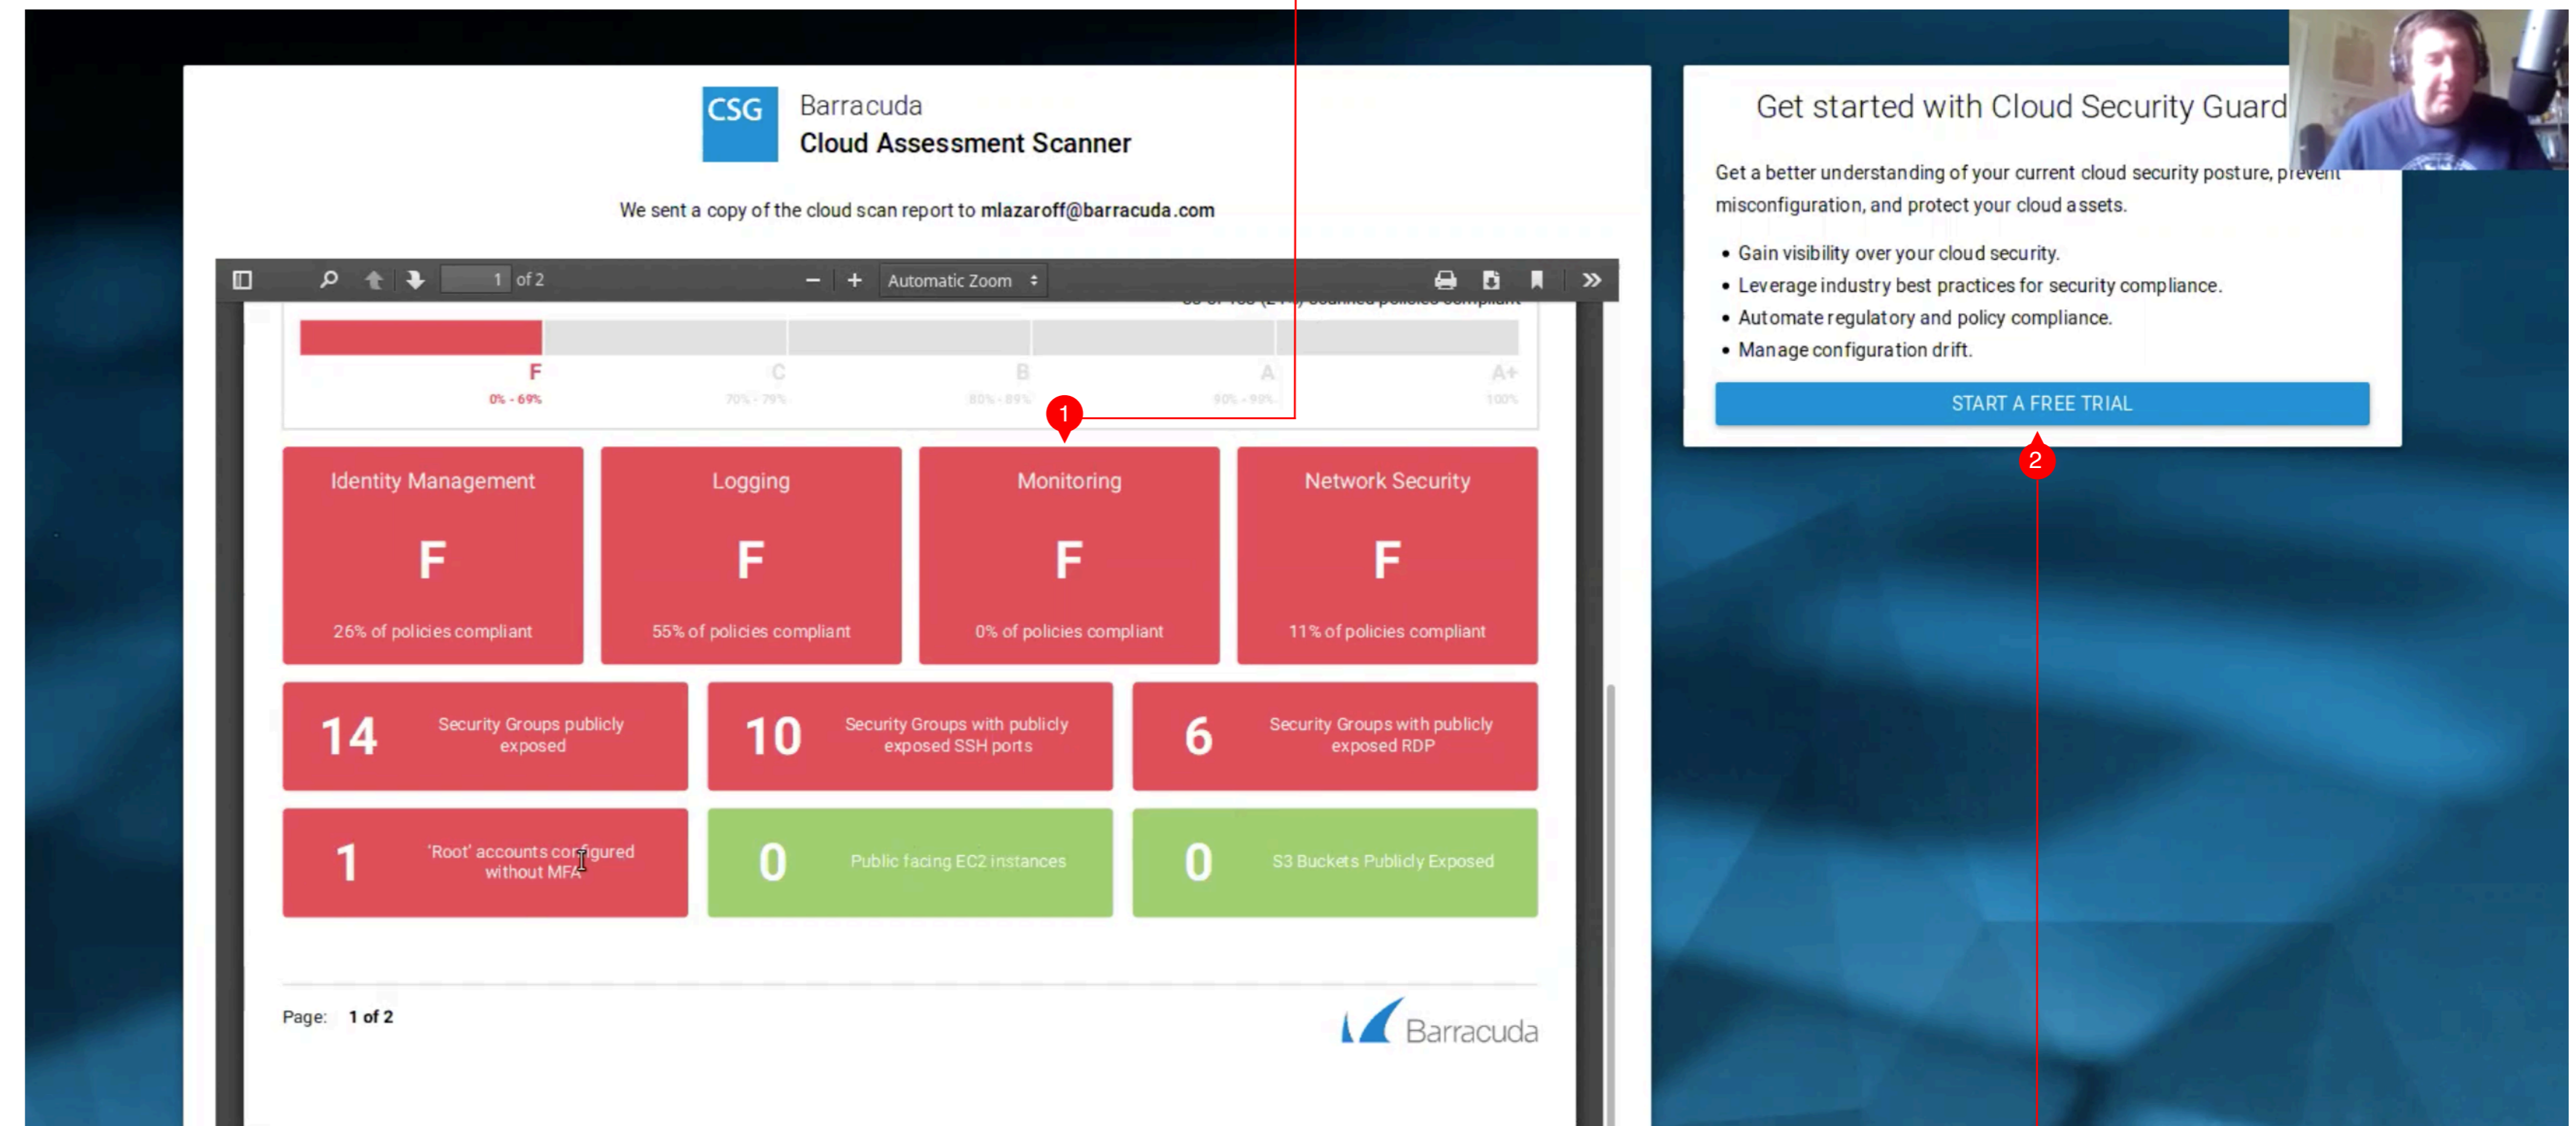 CSG
Barracuda
Cloud Assessment Scanner
We sent a copy of the cloud scan report to mlazaroff@barracuda.com
1 of 2
Automatic Zoom
scanned policies compliant
F
C
B
A
A+
0% - 69%
70% - 79%
80% - 89%
90% - 99%
100%
1
Identity Management
F
26% of policies compliant
Logging
F
55% of policies compliant
Monitoring
F
0% of policies compliant
Network Security
F
11% of policies compliant
14
Security Groups publicly
exposed
10
Security Groups with publicly
exposed SSH ports
6
Security Groups with publicly
exposed RDP
1
'Root' accounts configured
without MFA
0
Public facing EC2 instances
0
S3 Buckets Publicly Exposed
Page: 1 of 2
Barracuda
Get started with Cloud Security Guard
Get a better understanding of your current cloud security posture, prevent
misconfiguration, and protect your cloud assets.
• Gain visibility over your cloud security.
• Leverage industry best practices for security compliance.
• Automate regulatory and policy compliance.
• Manage configuration drift.
START A FREE TRIAL
2